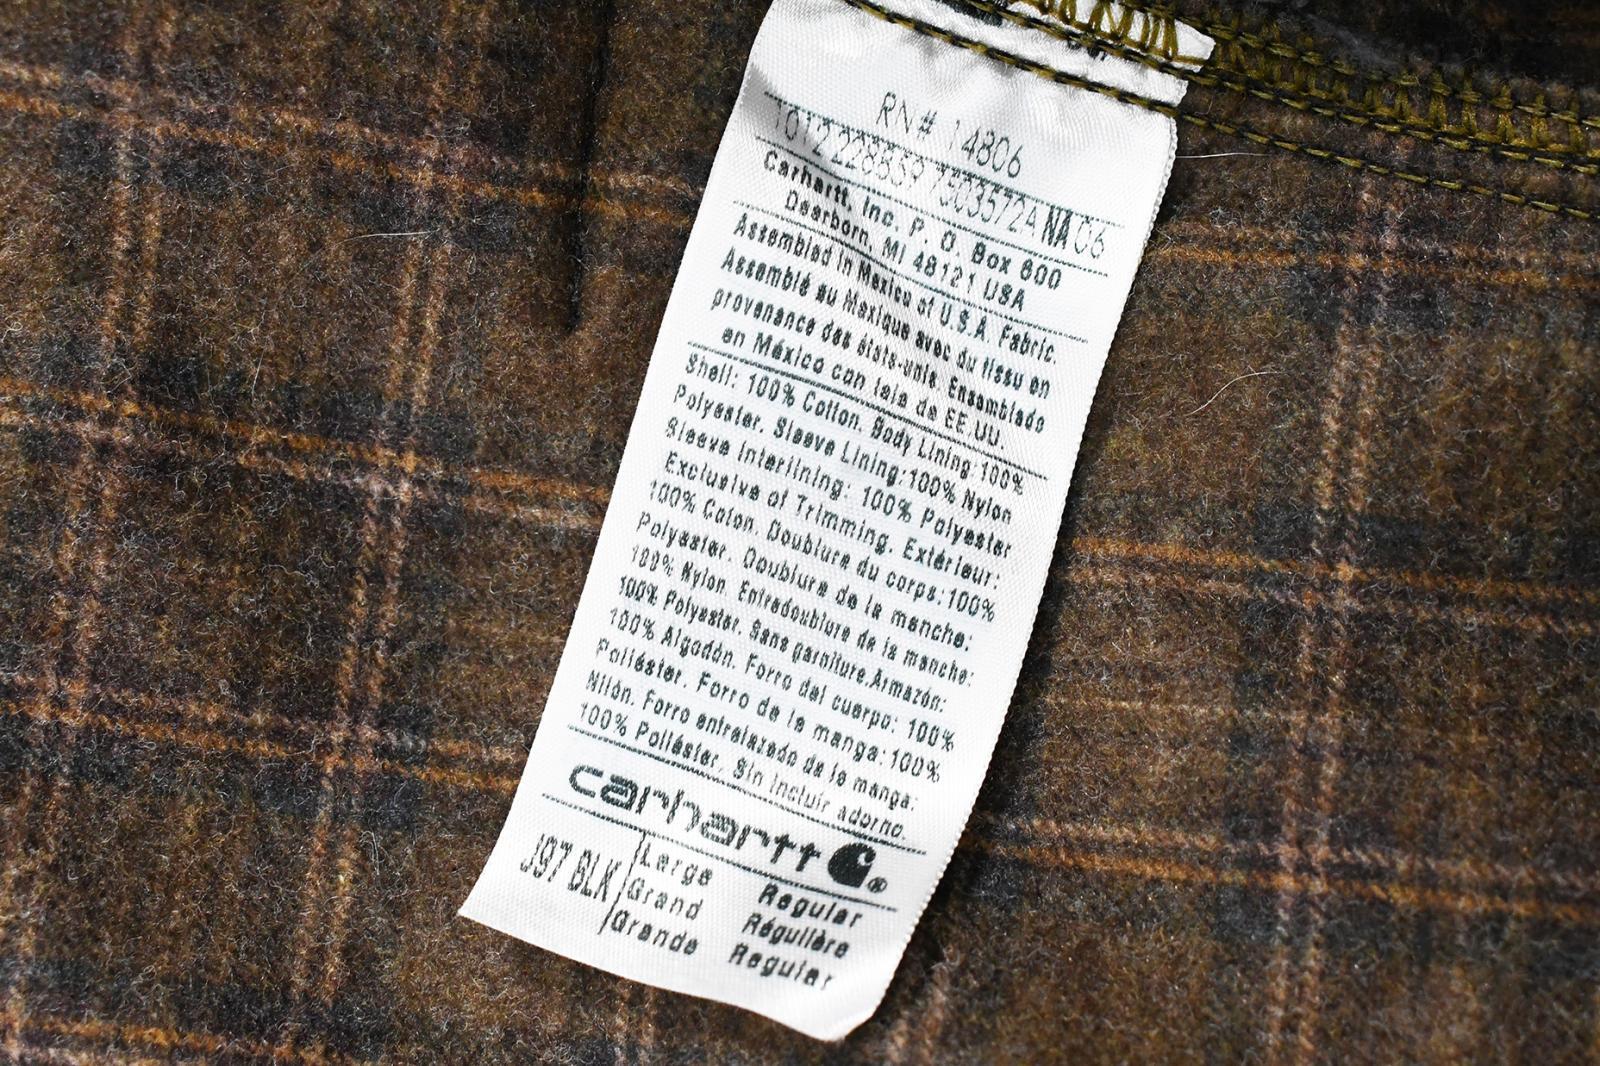 RN# 14806
1012 228859 7503572A NA 06
Carhartt, Inc. P. O. Box 600
Dearborn, MI 48121 USA
Assembled in Mexico of U.S.A. Fabric.
Assemblé au Mexique avec du tissu en
provenance des états-unis. Ensamblado
en México con tela de EE.UU.
Shell: 100% Cotton. Body Lining: 100%
Polyester. Sleeve Lining: 100% Nylon
Sleeve Interlining: 100% Polyester
Exclusive of Trimming. Extérieur:
100% Coton. Doublure du corps: 100%
Polyester. Doublure de la manche:
100% Nylon. Entredoublure de la manche:
100% Polyester. Sans garniture. Armazón:
100% Algodón. Forro del cuerpo: 100%
Poliéster. Forro de la manga: 100%
Nilón. Forro entrelazado de la manga:
100% Poliéster. Sin incluir adorno.
carhartt ®
J97 BLK Large Regular
Grand Régulière
Grande Regular